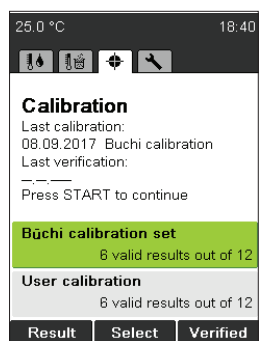 25.0 °C 18:40
Calibration
Last calibration:
08.09.2017 Buchi calibration
Last verification:
--.--.----
Press START to continue
Büchi calibration set
6 valid results out of 12
User calibration
6 valid results out of 12
Result Select Verified